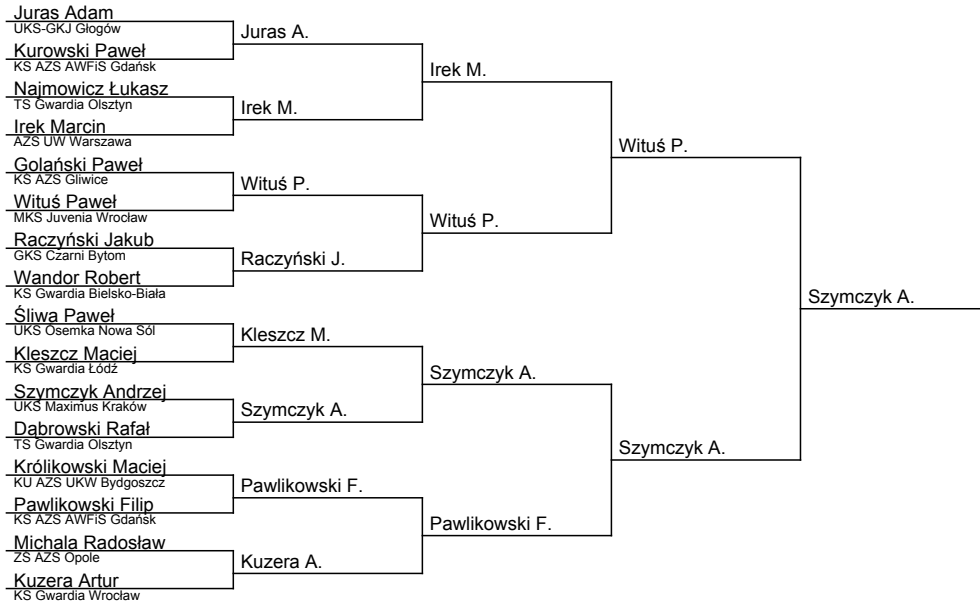 Juras Adam
UKS-GKJ Głogów
Kurowski Paweł
KS AZS AWFiS Gdańsk
Najmowicz Łukasz
TS Gwardia Olsztyn
Irek Marcin
AZS UW Warszawa
Golański Paweł
KS AZS Gliwice
Wituś Paweł
MKS Juvenia Wrocław
Raczyński Jakub
GKS Czarni Bytom
Wandor Robert
KS Gwardia Bielsko-Biała
Śliwa Paweł
UKS Ósemka Nowa Sól
Kleszcz Maciej
KS Gwardia Łódź
Szymczyk Andrzej
UKS Maximus Kraków
Dąbrowski Rafał
TS Gwardia Olsztyn
Królikowski Maciej
KU AZS UKW Bydgoszcz
Pawlikowski Filip
KS AZS AWFiS Gdańsk
Michala Radosław
ZS AZS Opole
Kuzera Artur
KS Gwardia Wrocław
Juras A.
Irek M.
Wituś P.
Raczyński J.
Kleszcz M.
Szymczyk A.
Pawlikowski F.
Kuzera A.
Irek M.
Wituś P.
Szymczyk A.
Pawlikowski F.
Wituś P.
Szymczyk A.
Szymczyk A.